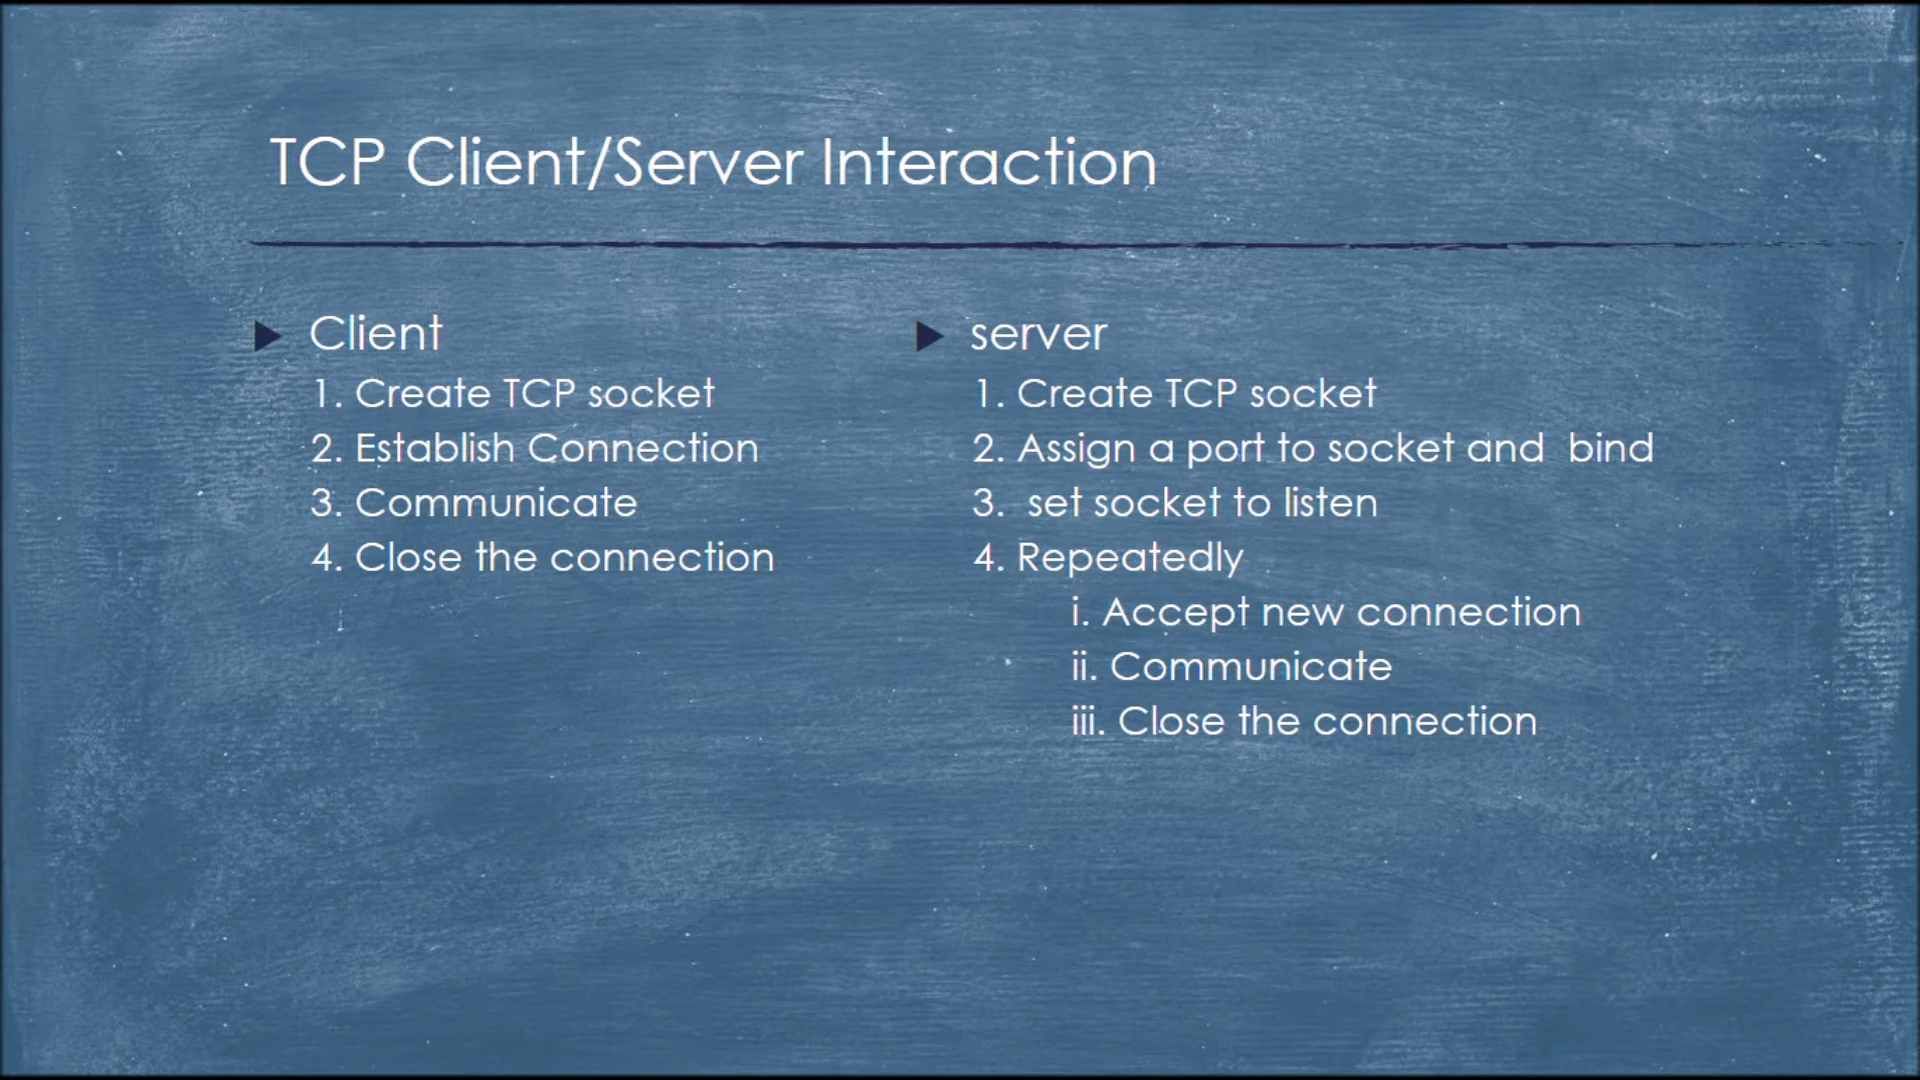 TCP Client/Server Interaction
Client
1. Create TCP socket
2. Establish Connection
3. Communicate
4. Close the connection
server
1. Create TCP socket
2. Assign a port to socket and  bind
3.  set socket to listen
4. Repeatedly
i. Accept new connection
ii. Communicate
iii. Close the connection